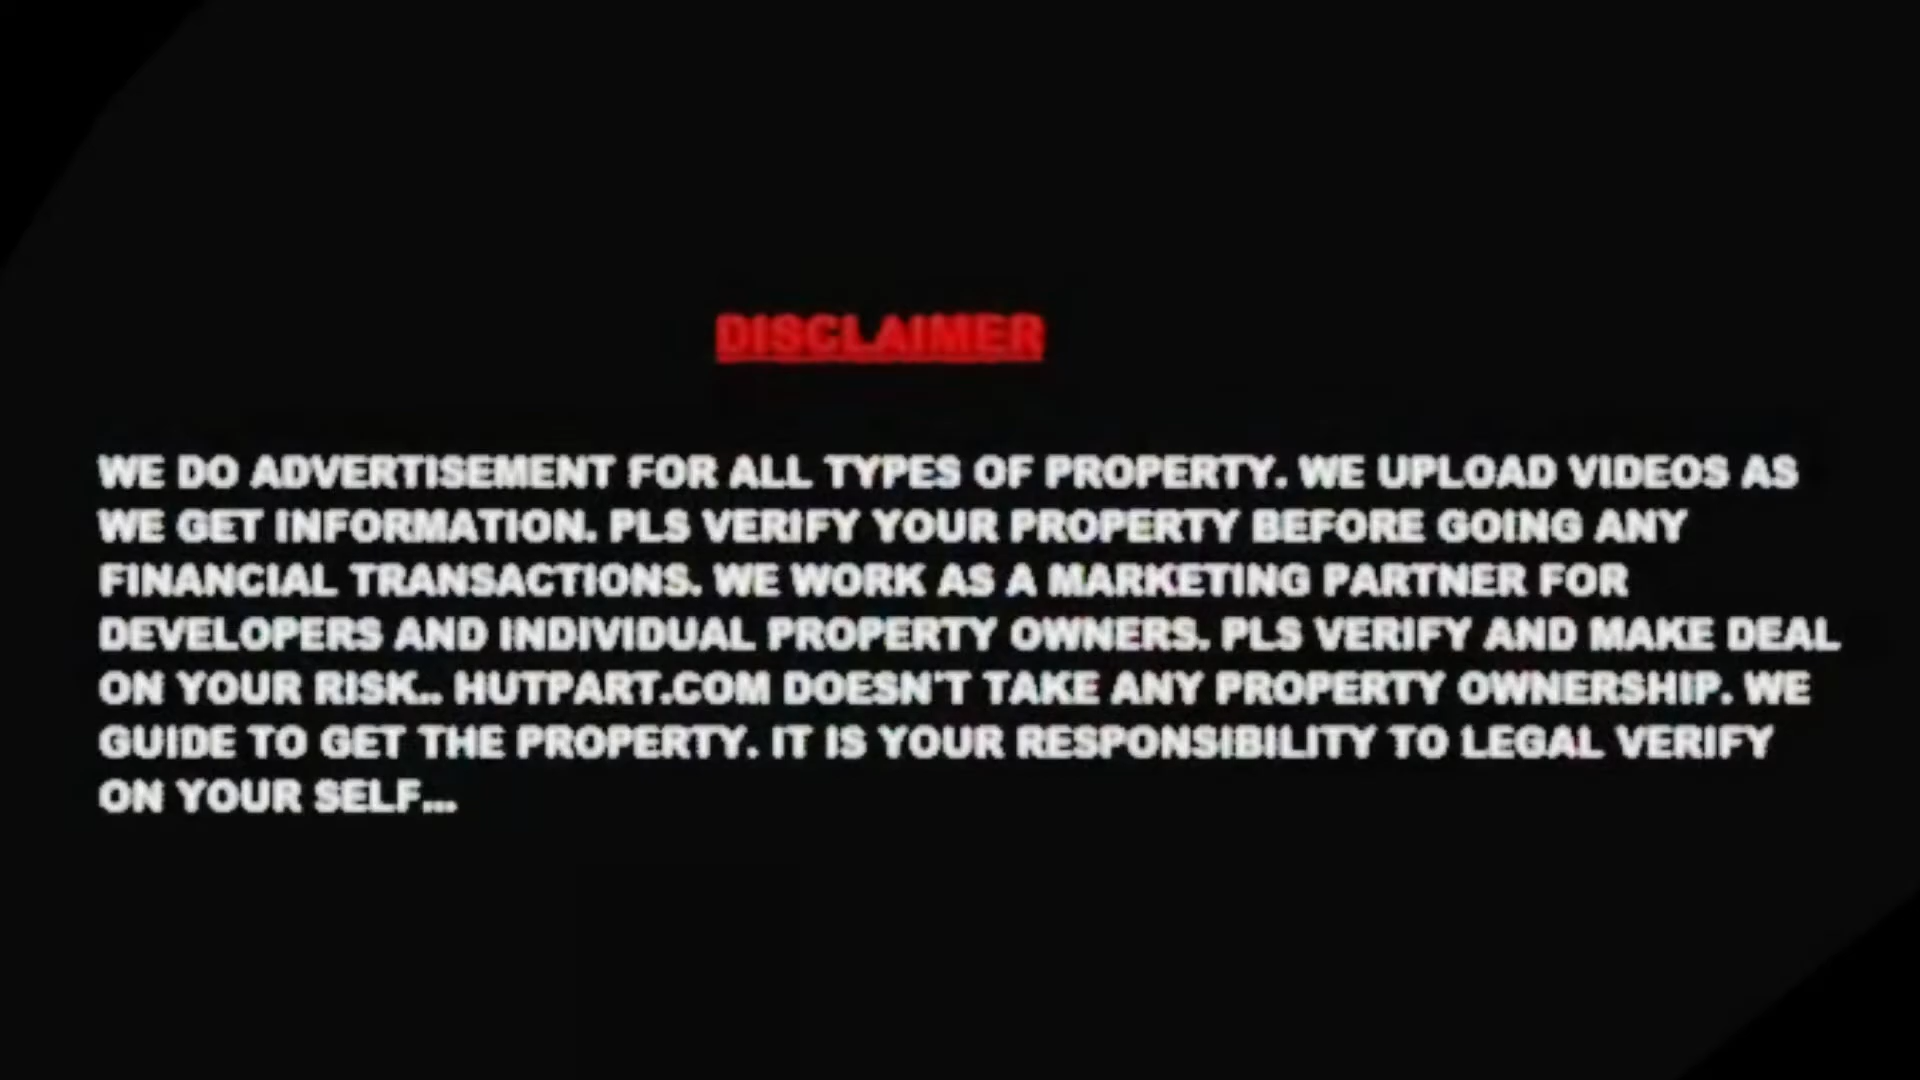 DISCLAIMER
WE DO ADVERTISEMENT FOR ALL TYPES OF PROPERTY. WE UPLOAD VIDEOS AS
WE GET INFORMATION. PLS VERIFY YOUR PROPERTY BEFORE GOING ANY
FINANCIAL TRANSACTIONS. WE WORK AS A MARKETING PARTNER FOR
DEVELOPERS AND INDIVIDUAL PROPERTY OWNERS. PLS VERIFY AND MAKE DEAL
ON YOUR RISK.. HUTPART.COM DOESN'T TAKE ANY PROPERTY OWNERSHIP. WE
GUIDE TO GET THE PROPERTY. IT IS YOUR RESPONSIBILITY TO LEGAL VERIFY
ON YOUR SELF...